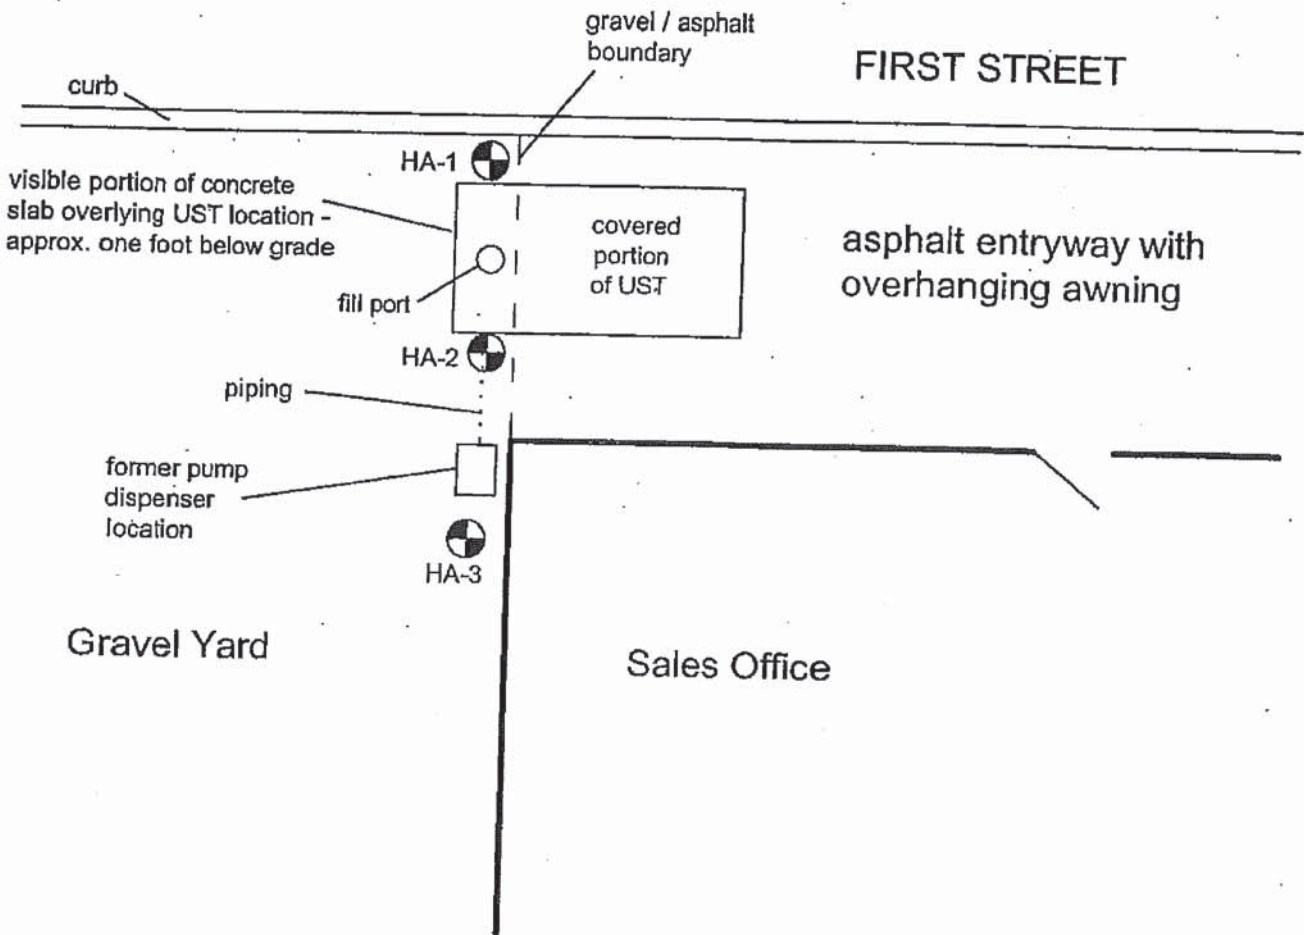 gravel / asphalt
boundary
FIRST STREET
curb
HA-1
visible portion of concrete
slab overlying UST location -
approx. one foot below grade
covered
portion
of UST
asphalt entryway with
overhanging awning
fill port
HA-2
piping
former pump
dispenser
location
HA-3
Gravel Yard
Sales Office